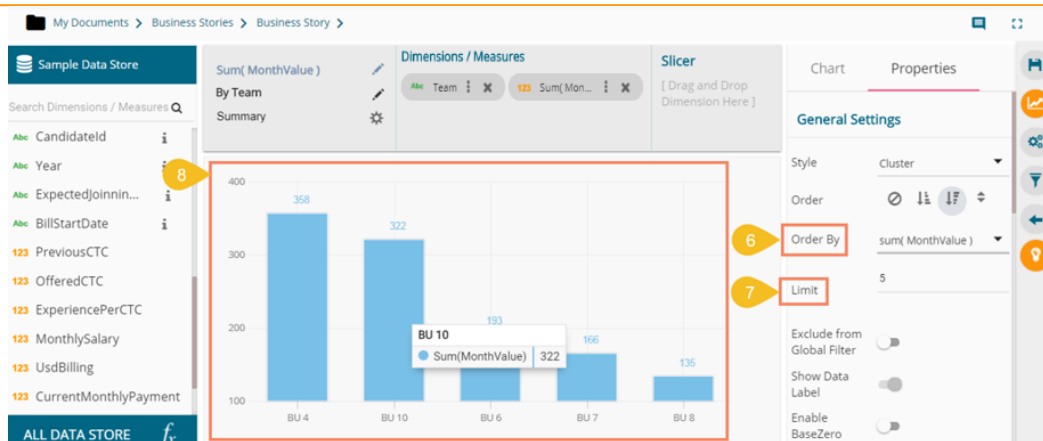 My Documents > Business Stories > Business Story >
Sample Data Store
Search Dimensions / Measures
Abc CandidateId i
Abc Year i
Abc ExpectedJoinnin... i
Abc BillStartDate i
123 PreviousCTC
123 OfferedCTC
123 ExperiencePerCTC
123 MonthlySalary
123 UsdBilling
123 CurrentMonthlyPayment
ALL DATA STORE fx
Sum( MonthValue )
By Team
Summary
Dimensions / Measures
Abc Team
123 Sum( Mon...
Slicer
[ Drag and Drop
Dimension Here ]
8
400
300
200
100
358
322
193
166
135
BU 10
Sum(MonthValue) 322
BU 4
BU 10
BU 6
BU 7
BU 8
Chart
Properties
General Settings
Style
Cluster
Order
6
Order By
sum( MonthValue )
7
Limit
5
Exclude from
Global Filter
Show Data
Label
Enable
BaseZero